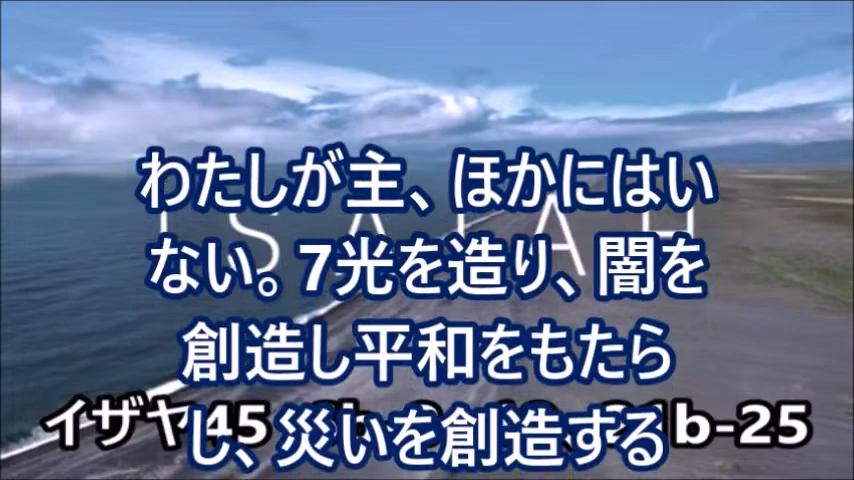 わたしが主、ほかにはい
ISAIAH
ない。7光を造り、闇を
創造し平和をもたら
イザヤ45
1b-25
し、災いを創造する